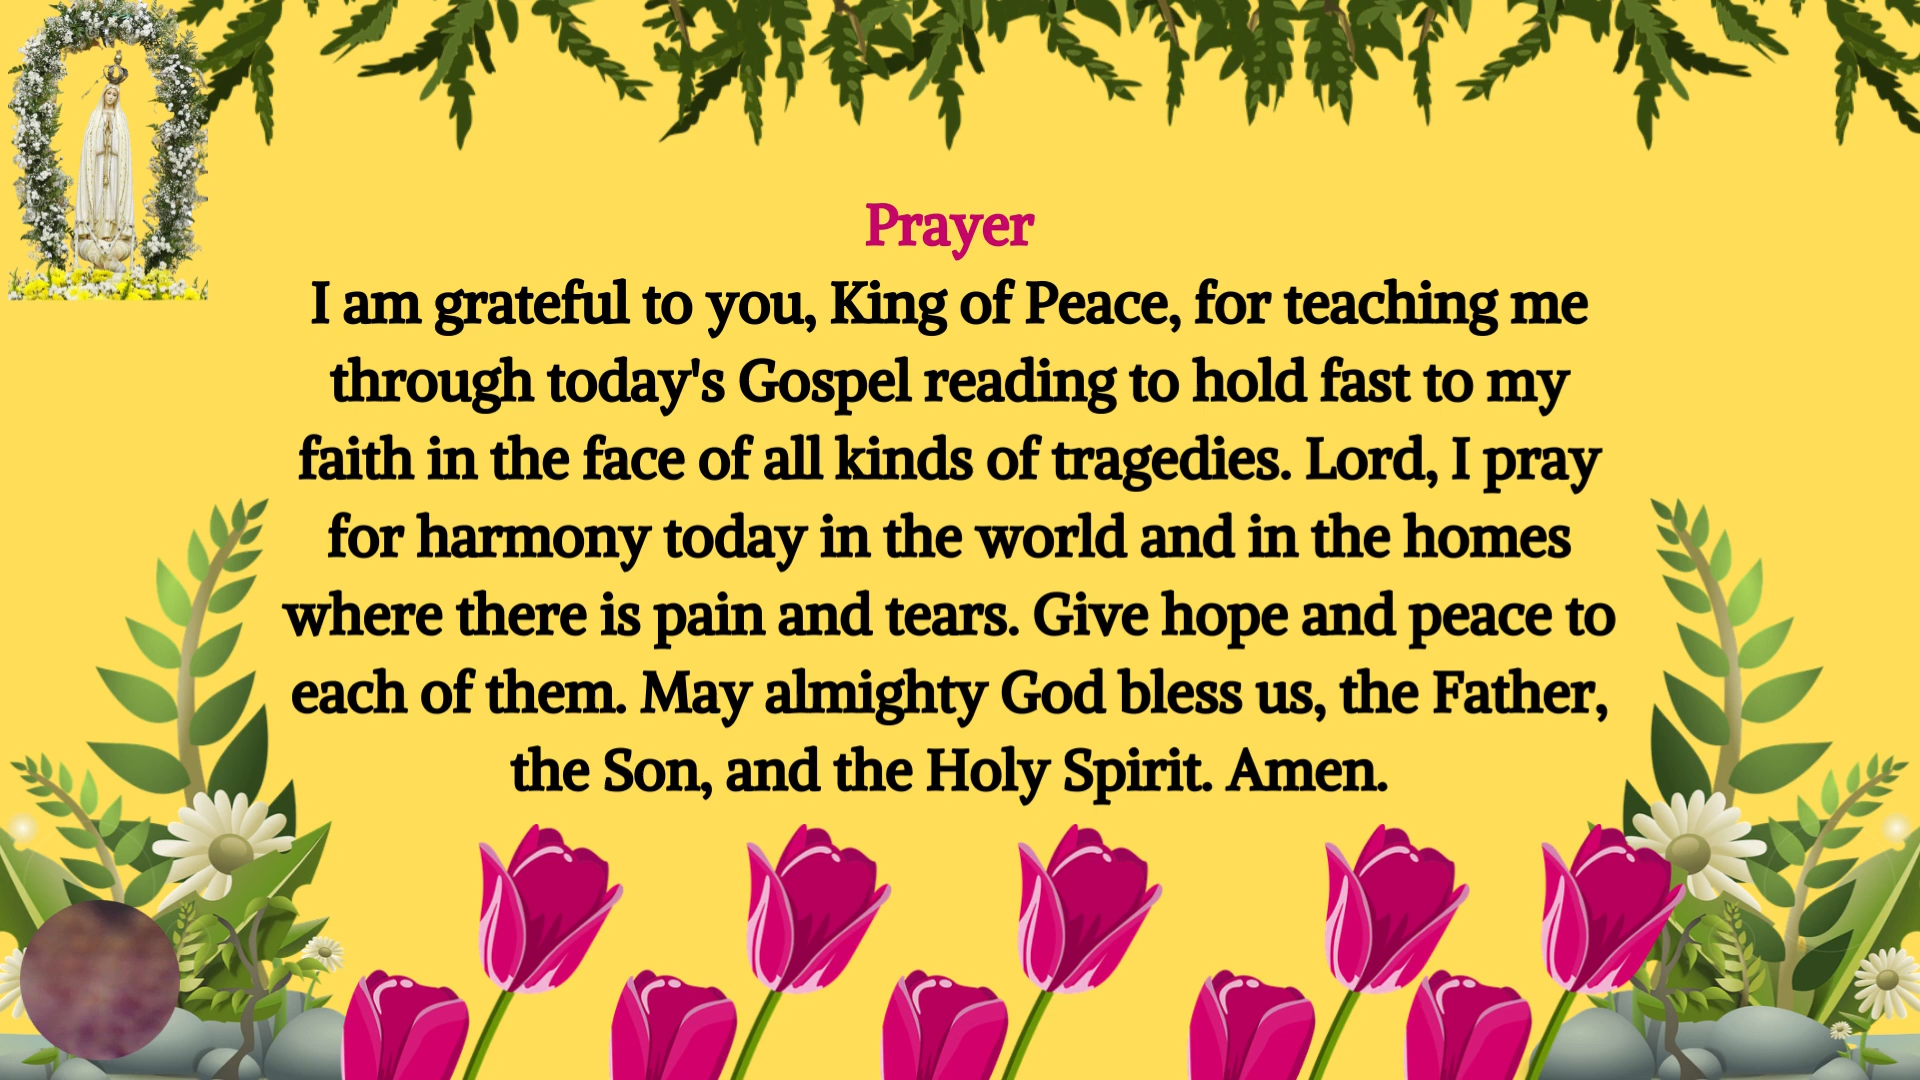 Prayer
I am grateful to you, King of Peace, for teaching me
through today's Gospel reading to hold fast to my
faith in the face of all kinds of tragedies. Lord, I pray
for harmony today in the world and in the homes
where there is pain and tears. Give hope and peace to
each of them. May almighty God bless us, the Father,
the Son, and the Holy Spirit. Amen.